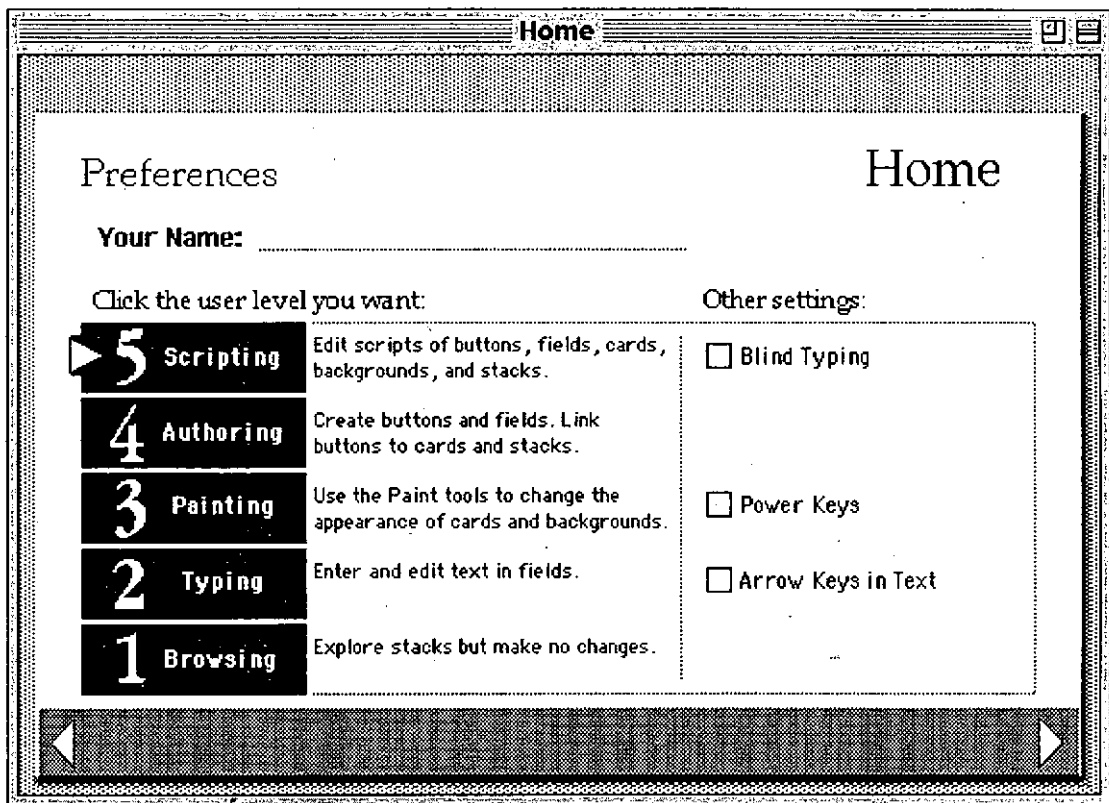 Home
Preferences
Home
Your Name:
Click the user level you want:
Other settings:
5 Scripting
Edit scripts of buttons, fields, cards,
backgrounds, and stacks.
Blind Typing
4 Authoring
Create buttons and fields. Link
buttons to cards and stacks.
3 Painting
Use the Paint tools to change the
appearance of cards and backgrounds.
Power Keys
2 Typing
Enter and edit text in fields.
Arrow Keys in Text
1 Browsing
Explore stacks but make no changes.